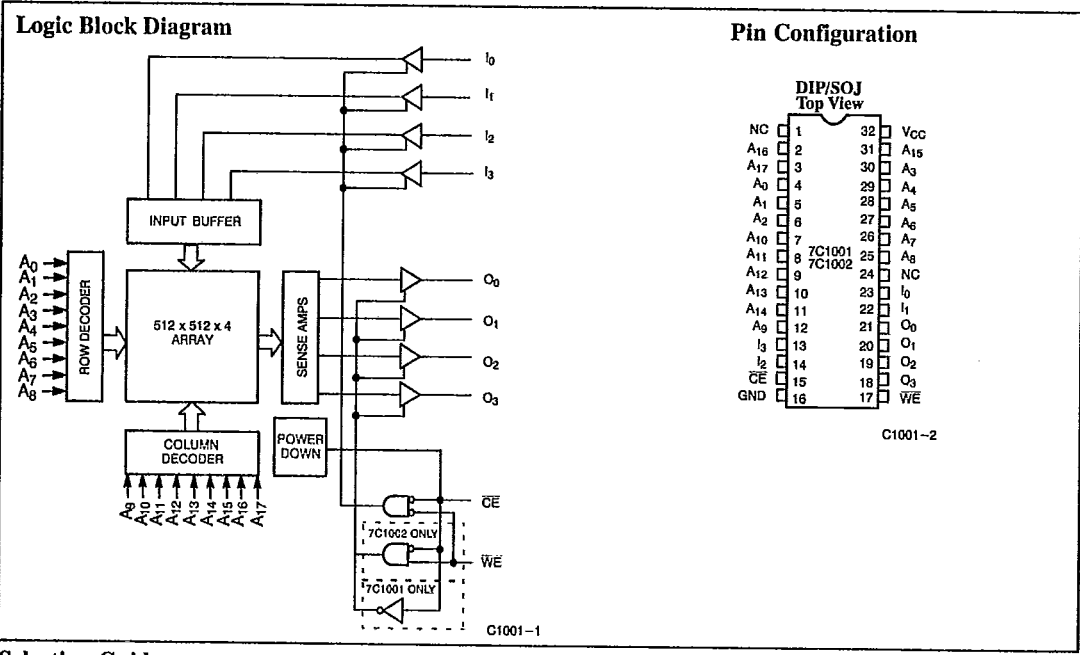 Logic Block Diagram
I0
I1
I2
I3
INPUT BUFFER
A0
A1
A2
A3
A4
A5
A6
A7
A8
ROW DECODER
512 x 512 x 4
ARRAY
SENSE AMPS
O0
O1
O2
O3
COLUMN
DECODER
A9
A10
A11
A12
A13
A14
A15
A16
A17
POWER
DOWN
CE
7C1002 ONLY
WE
7C1001 ONLY
C1001-1
Pin Configuration
DIP/SOJ
Top View
NC 1 32 VCC
A16 2 31 A15
A17 3 30 A3
A0 4 29 A4
A1 5 28 A5
A2 6 27 A6
A10 7 26 A7
A11 8 25 A8
A12 9 24 NC
A13 10 23 I0
A14 11 22 I1
A9 12 21 O0
I3 13 20 O1
I2 14 19 O2
CE 15 18 O3
GND 16 17 WE
7C1001
7C1002
C1001-2